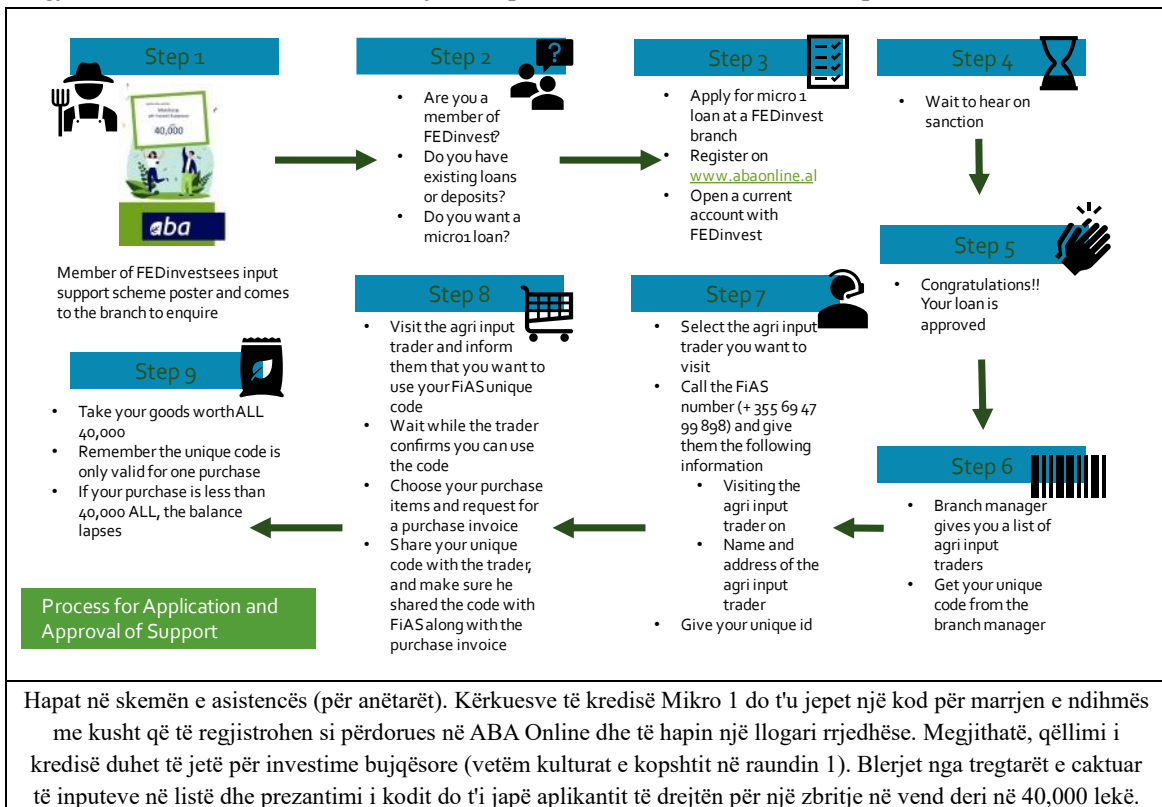 Step 1
40,000
aba
Member of FEDinvestsees input
support scheme poster and comes
to the branch to enquire
Step 2
• Are you a
member of
FEDinvest?
• Do you have
existing loans
or deposits?
• Do you want a
micro1 loan?
Step 3
• Apply for micro 1
loan at a FEDinvest
branch
• Register on
www.abaonline.al
• Open a current
account with
FEDinvest
Step 4
• Wait to hear on
sanction
Step 5
• Congratulations!!
Your loan is
approved
Step 6
• Branch manager
gives you a list of
agri input
traders
• Get your unique
code from the
branch manager
Step 7
• Select the agri input
trader you want to
visit
• Call the FiAS
number (+ 355 69 47
99 898) and give
them the following
information
• Visiting the
agri input
trader on
• Name and
address of the
agri input
trader
• Give your unique id
Step 8
• Visit the agri input
trader and inform
them that you want to
use your FiAS unique
code
• Wait while the trader
confirms you can use
the code
• Choose your purchase
items and request for
a purchase invoice
• Share your unique
code with the trader,
and make sure he
shared the code with
FiAS along with the
purchase invoice
Step 9
• Take your goods worth ALL
40,000
• Remember the unique code is
only valid for one purchase
• If your purchase is less than
40,000 ALL, the balance
lapses
Process for Application and
Approval of Support
Hapat në skemën e asistencës (për anëtarët). Kërkuesve të kredisë Mikro 1 do t'u jepet një kod për marrjen e ndihmës
me kusht që të regjistrohen si përdorues në ABA Online dhe të hapin një llogari rrjedhëse. Megjithatë, qëllimi i
kredisë duhet të jetë për investime bujqësore (vetëm kulturat e kopshtit në raundin 1). Blerjet nga tregtarët e caktuar
të inputeve në listë dhe prezantimi i kodit do t'i japë aplikantit të drejtën për një zbritje në vend deri në 40,000 lekë.